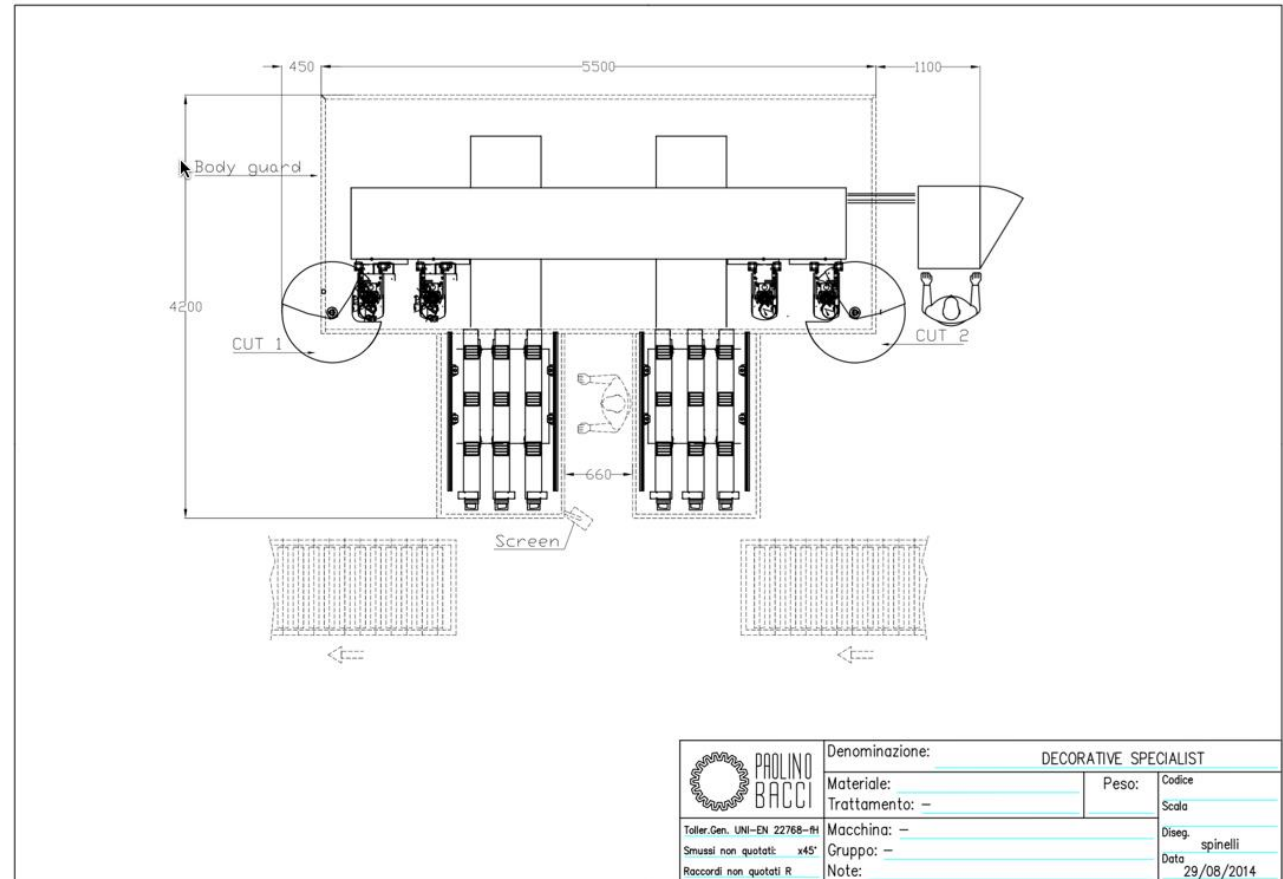 450
5500
1100
Body guard
4200
CUT 1
CUT 2
660
Screen
PAOLINO
BACCI
Denominazione: DECORATIVE SPECIALIST
Materiale:
Trattamento: –
Peso:
Codice
Scala
Toller.Gen. UNI-EN 22768-fH
Smussi non quotati: x45°
Raccordi non quotati R
Macchina: –
Gruppo: –
Note:
Diseg.
spinelli
Data
29/08/2014